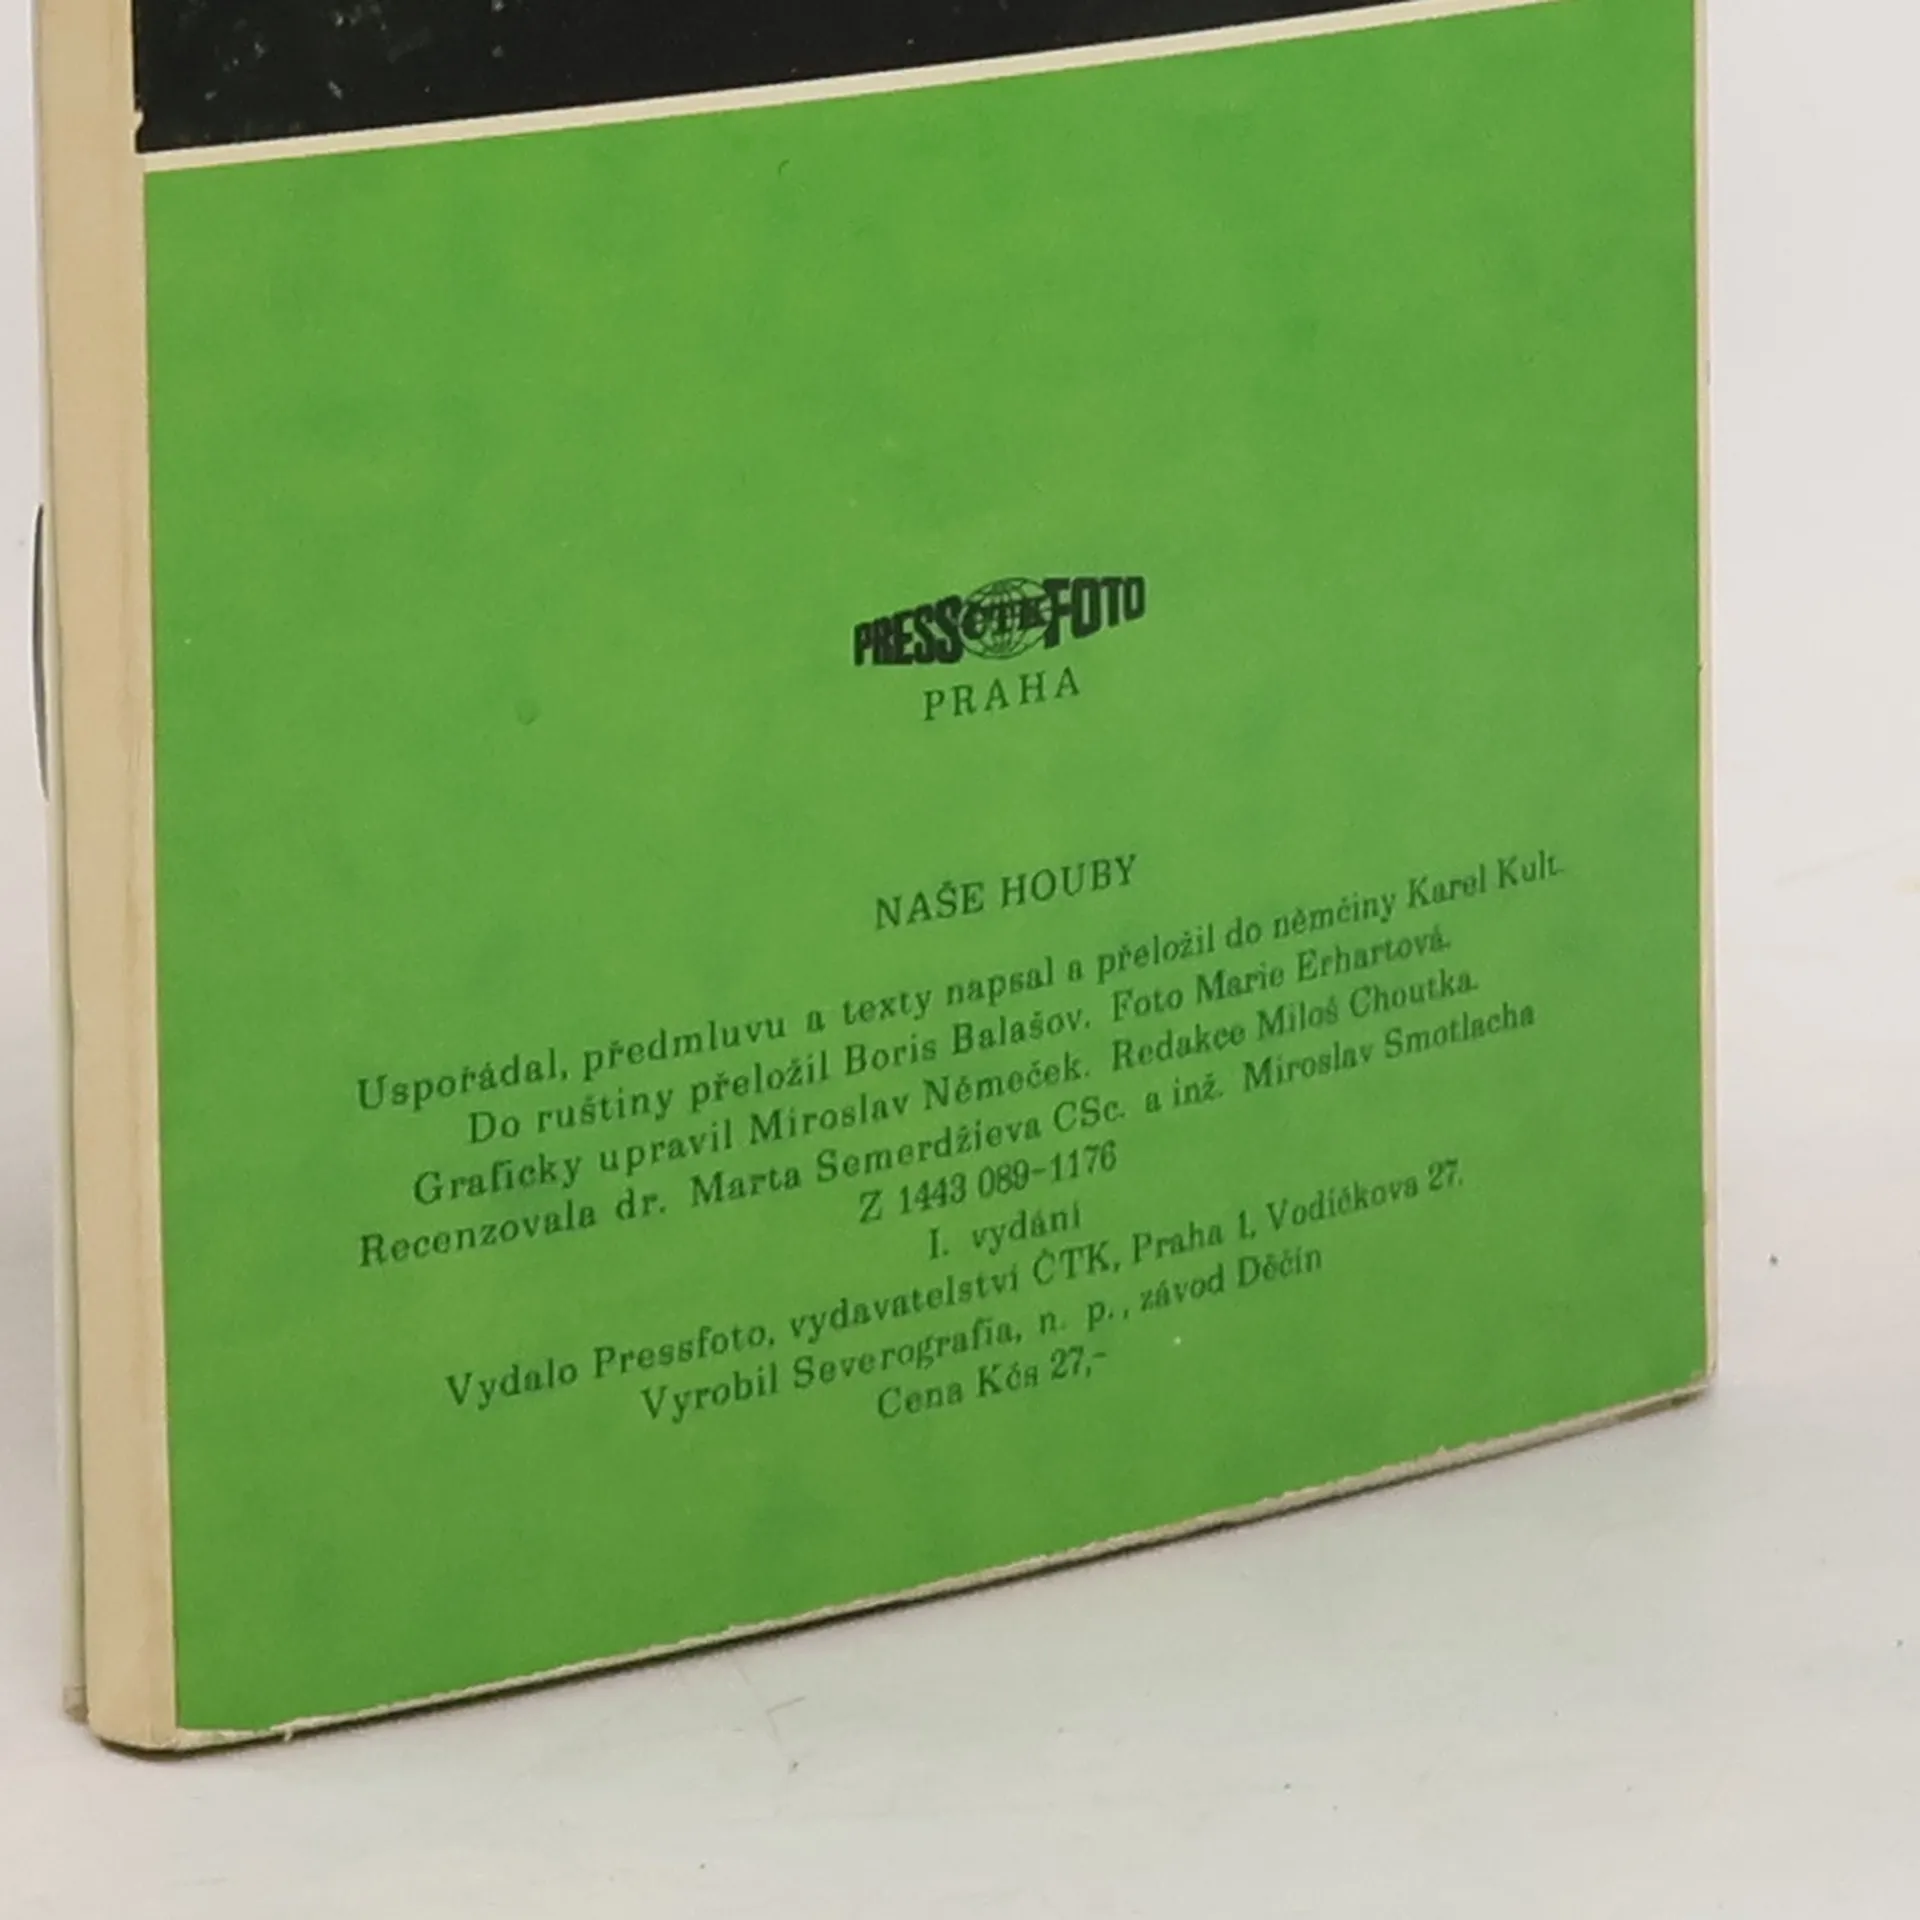 PRESS ČTK FOTO
PRAHA
NAŠE HOUBY
Uspořádal, předmluvu a texty napsal a přeložil do němčiny Karel Kult.
Do ruštiny přeložil Boris Balašov. Foto Marie Erhartová.
Graficky upravil Miroslav Němeček. Redakce Miloš Choutka.
Recenzovala dr. Marta Semerdžieva CSc. a inž. Miroslav Smotlacha
Z 1443 089-1176
I. vydání
Vydalo Pressfoto, vydavatelství ČTK, Praha 1, Vodičkova 27.
Vyrobil Severografia, n. p., závod Děčín
Cena Kčs 27,-